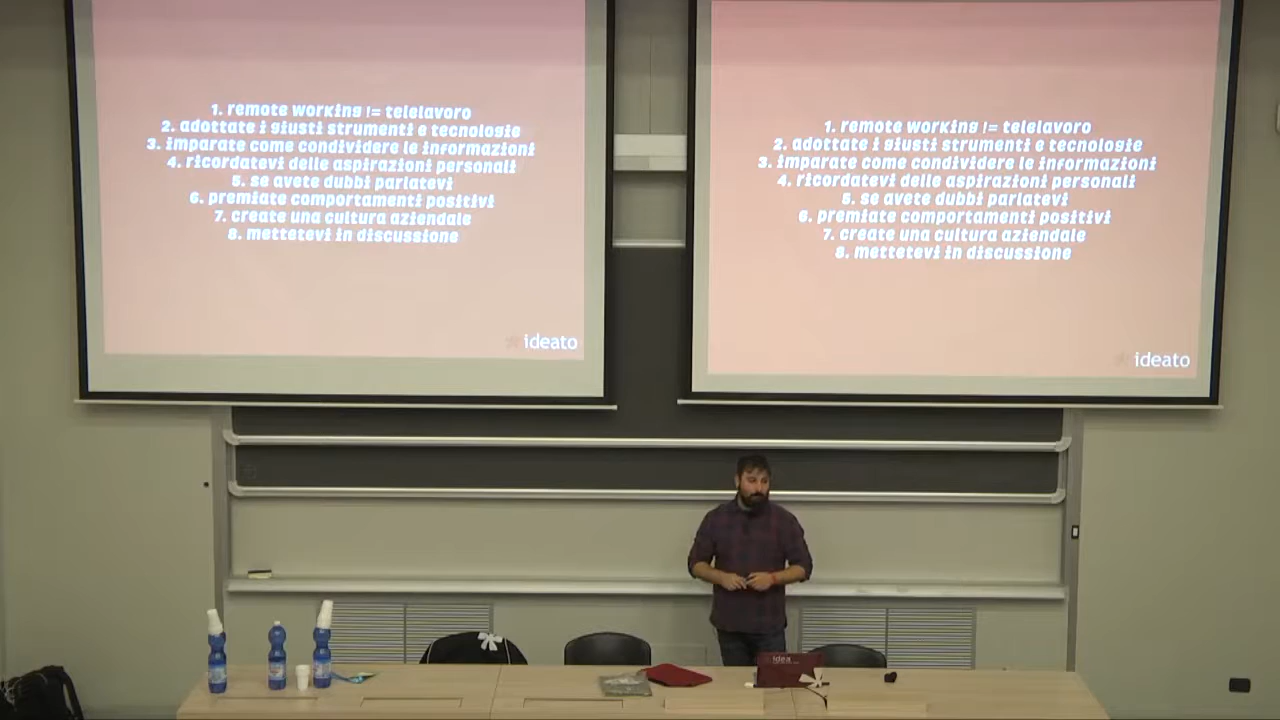 1. remote working != telelavoro
2. adottate i giusti strumenti e tecnologie
3. imparate come condividere le informazioni
4. ricordatevi delle aspirazioni personali
5. se avete dubbi parlatevi
6. premiate comportamenti positivi
7. create una cultura aziendale
8. mettetevi in discussione
ideato
1. remote working != telelavoro
2. adottate i giusti strumenti e tecnologie
3. imparate come condividere le informazioni
4. ricordatevi delle aspirazioni personali
5. se avete dubbi parlatevi
6. premiate comportamenti positivi
7. create una cultura aziendale
8. mettetevi in discussione
ideato
idea